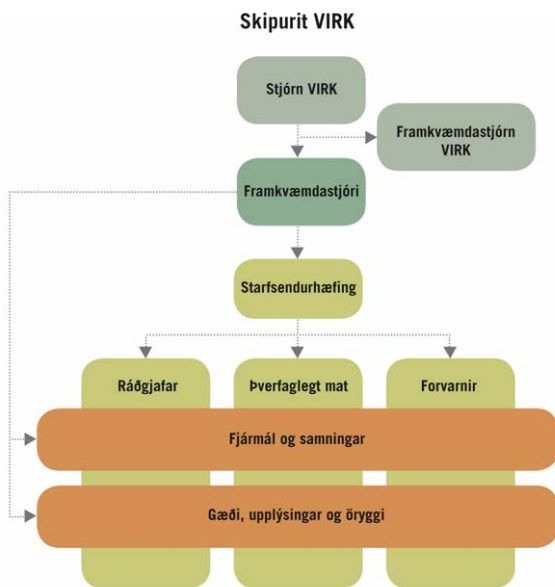 Skipurit VIRK
Stjórn VIRK
Framkvæmdastjórn
VIRK
Framkvæmdastjóri
Starfsendurhæfing
Ráðgjafar
Þverfaglegt mat
Forvarnir
Fjármál og samningar
Gæði, upplýsingar og öryggi